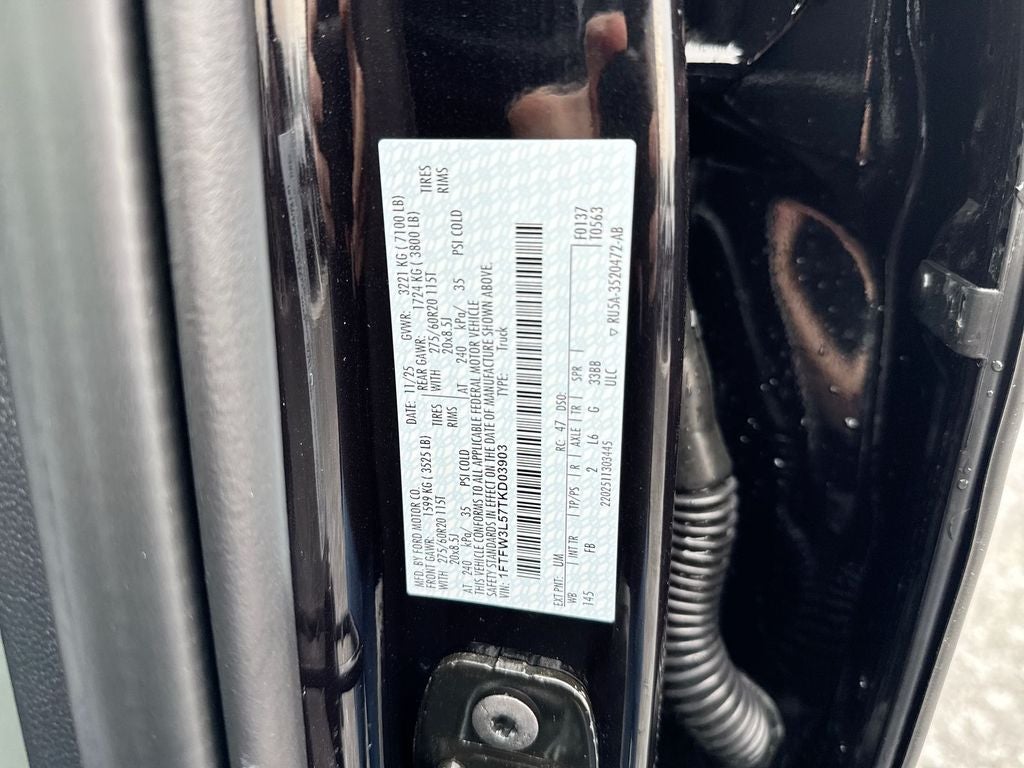 MFD. BY FORD MOTOR CO.
DATE: 11/25 GVWR: 3221 KG ( 7100 LB)
FRONT GAWR: 1599 KG ( 3525 LB) REAR GAWR: 1724 KG ( 3800 LB)
WITH 275/60R20 115T TIRES WITH 275/60R20 115T TIRES
20x8.5J RIMS 20x8.5J RIMS
AT 240 kPa/ 35 PSI COLD AT 240 kPa/ 35 PSI COLD
THIS VEHICLE CONFORMS TO ALL APPLICABLE FEDERAL MOTOR VEHICLE
SAFETY STANDARDS IN EFFECT ON THE DATE OF MANUFACTURE SHOWN ABOVE.
VIN: 1FTFW3L57TKD03903 TYPE: Truck
EXT PNT: UM RC: 47 DSO: F0137
WB INT TR TP/PS R AXLE TR SPR T0563
145 FB 2 L6 G 33BB
ULC RU5A-3520472-AB
2202511303445